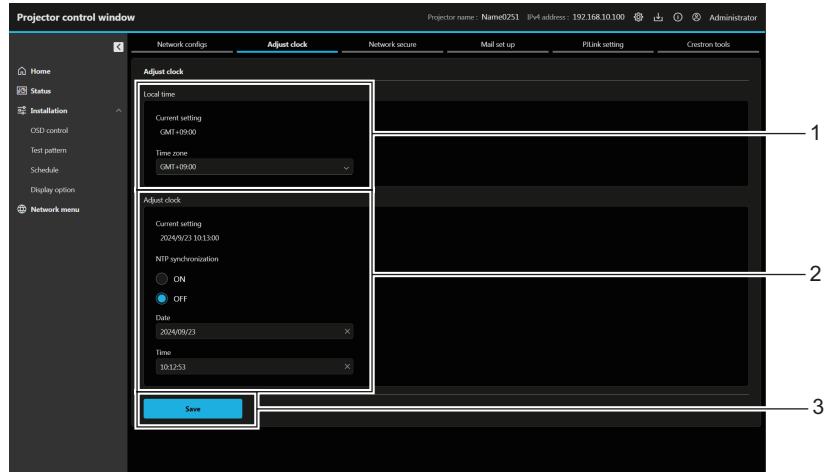 Projector control window
Projector name : Name0251 IPv4 address : 192.168.10.100 Administrator
Network configs Adjust clock Network secure Mail set up PJLink setting Crestron tools
Home
Status
Installation
OSD control
Test pattern
Schedule
Display option
Network menu
Adjust clock
Local time
Current setting
GMT+09:00
Time zone
GMT+09:00
1
Adjust clock
Current setting
2024/9/23 10:13:00
NTP synchronization
ON
OFF
Date
2024/09/23
Time
10:12:53
2
Save
3